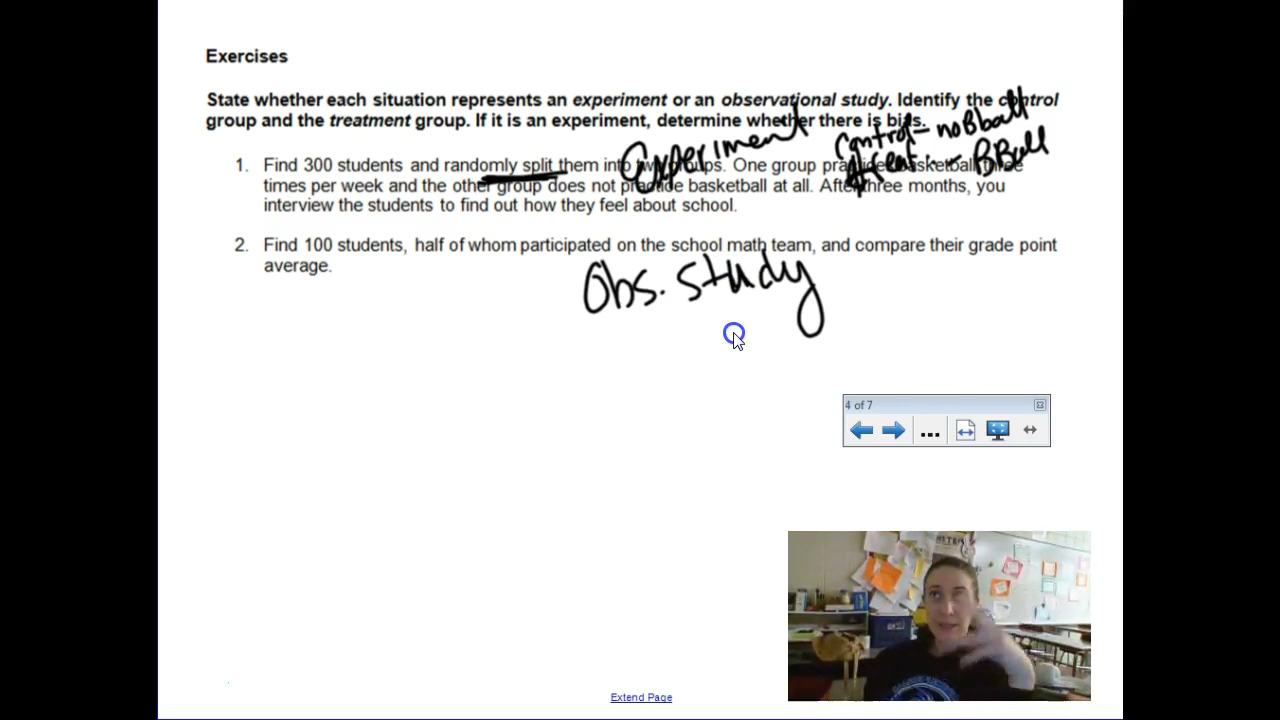 Exercises
State whether each situation represents an experiment or an observational study. Identify the control
group and the treatment group. If it is an experiment, determine whether there is bias.
Experiment
Control - no Bball
treat. - BBall
1. Find 300 students and randomly split them into two groups. One group practices basketball three
times per week and the other group does not practice basketball at all. After three months, you
interview the students to find out how they feel about school.
2. Find 100 students, half of whom participated on the school math team, and compare their grade point
average.
Obs. study
4 of 7
...
Extend Page